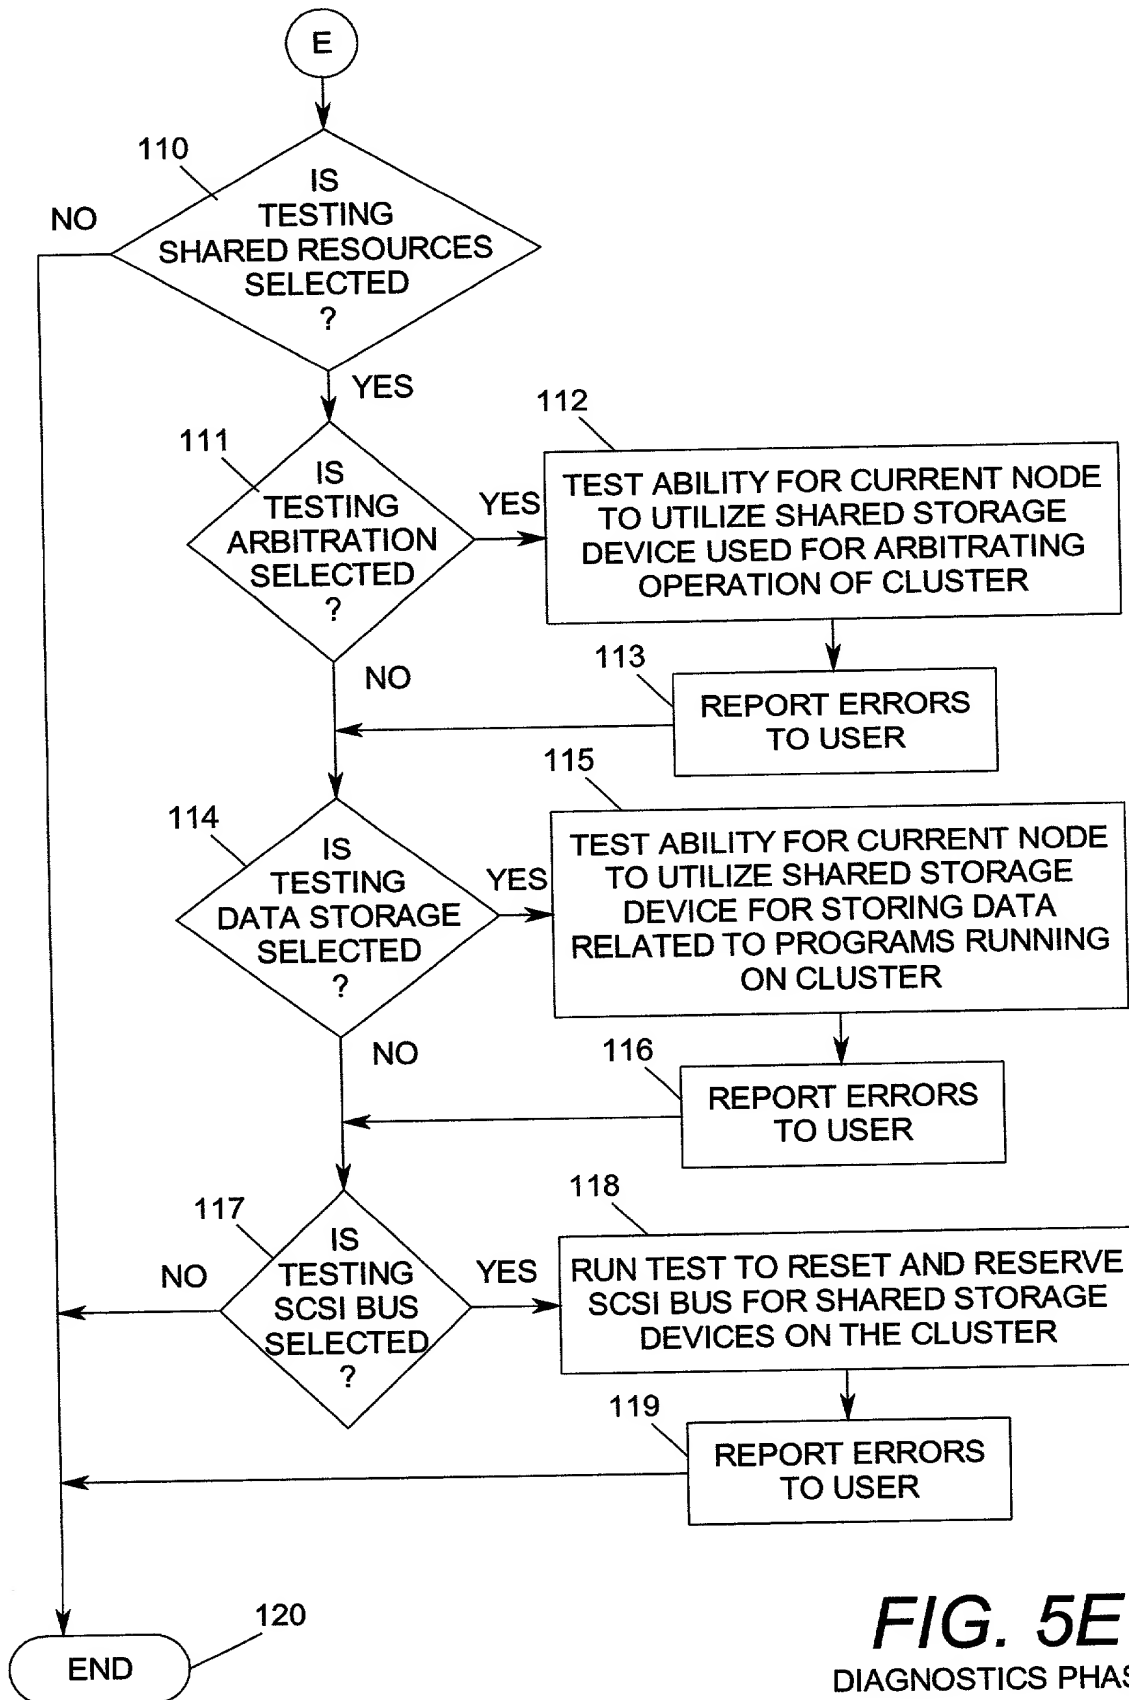 E
110
IS
TESTING
SHARED RESOURCES
SELECTED
?
NO
YES
111
IS
TESTING
ARBITRATION
SELECTED
?
YES
NO
112
TEST ABILITY FOR CURRENT NODE
TO UTILIZE SHARED STORAGE
DEVICE USED FOR ARBITRATING
OPERATION OF CLUSTER
113
REPORT ERRORS
TO USER
114
IS
TESTING
DATA STORAGE
SELECTED
?
YES
NO
115
TEST ABILITY FOR CURRENT NODE
TO UTILIZE SHARED STORAGE
DEVICE FOR STORING DATA
RELATED TO PROGRAMS RUNNING
ON CLUSTER
116
REPORT ERRORS
TO USER
117
IS
TESTING
SCSI BUS
SELECTED
?
NO
YES
118
RUN TEST TO RESET AND RESERVE
SCSI BUS FOR SHARED STORAGE
DEVICES ON THE CLUSTER
119
REPORT ERRORS
TO USER
120
END
FIG. 5E
DIAGNOSTICS PHAS